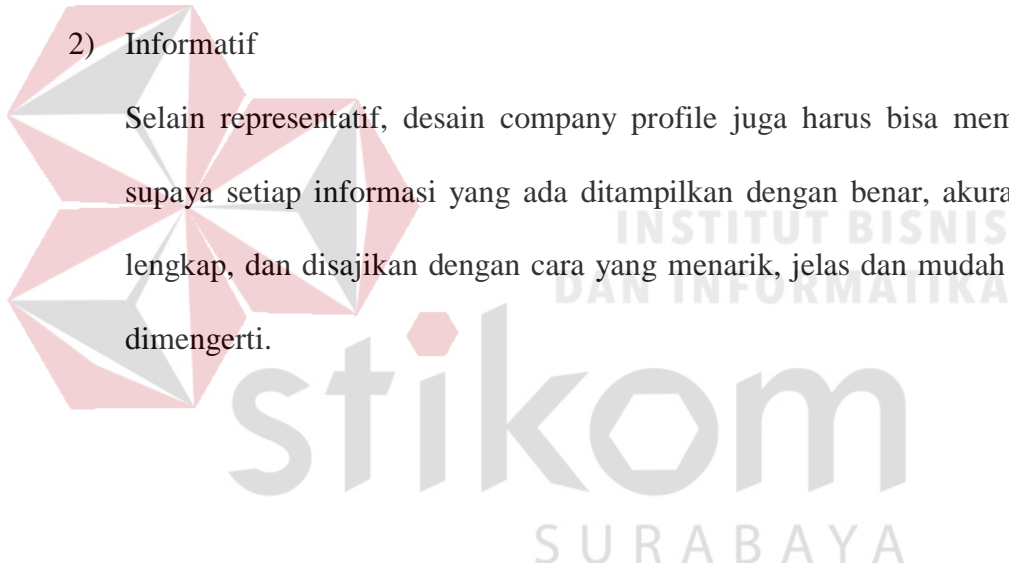 2) Informatif
Selain representatif, desain company profile juga harus bisa mem
supaya setiap informasi yang ada ditampilkan dengan benar, akura
INSTITUT BISNIS
lengkap, dan disajikan dengan cara yang menarik, jelas dan mudah
DAN INFORMATIKA
dimengerti.
stikom
SURABAYA